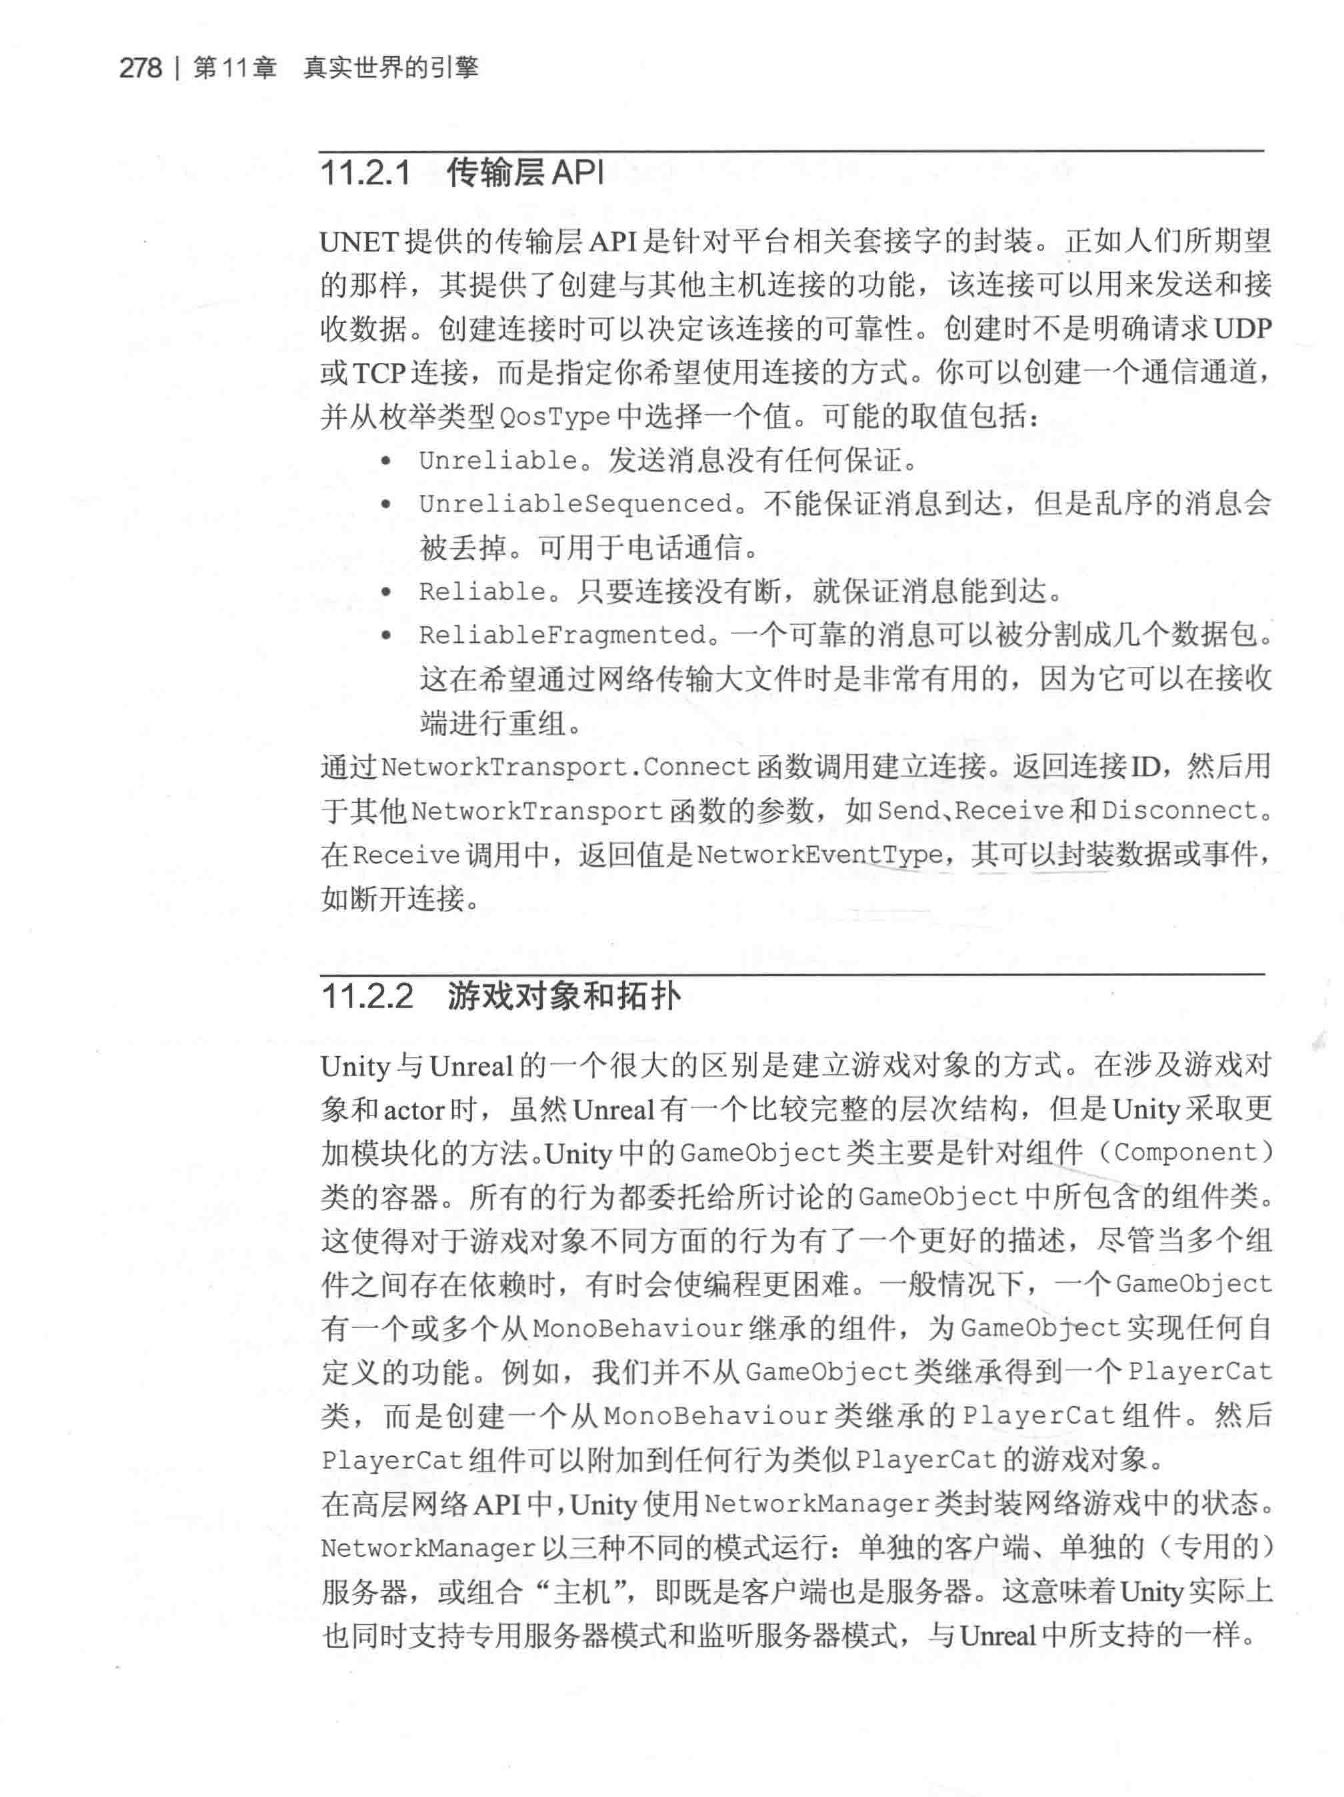 278 | 第11章 真实世界的引擎
11.2.1 传输层 API
UNET提供的传输层API是针对平台相关套接字的封装。正如人们所期望
的那样，其提供了创建与其他主机连接的功能，该连接可以用来发送和接
收数据。创建连接时可以决定该连接的可靠性。创建时不是明确请求UDP
或TCP连接，而是指定你希望使用连接的方式。你可以创建一个通信通道，
并从枚举类型QosType中选择一个值。可能的取值包括：
• Unreliable。发送消息没有任何保证。
• UnreliableSequenced。不能保证消息到达，但是乱序的消息会
被丢掉。可用于电话通信。
• Reliable。只要连接没有断，就保证消息能到达。
• ReliableFragmented。一个可靠的消息可以被分割成几个数据包。
这在希望通过网络传输大文件时是非常有用的，因为它可以在接收
端进行重组。
通过NetworkTransport.Connect函数调用建立连接。返回连接ID，然后用
于其他NetworkTransport函数的参数，如Send、Receive和Disconnect。
在Receive调用中，返回值是NetworkEventType，其可以封装数据或事件，
如断开连接。
11.2.2 游戏对象和拓扑
Unity与Unreal的一个很大的区别是建立游戏对象的方式。在涉及游戏对
象和actor时，虽然Unreal有一个比较完整的层次结构，但是Unity采取更
加模块化的方法。Unity中的GameObject类主要是针对组件（Component）
类的容器。所有的行为都委托给所讨论的GameObject中所包含的组件类。
这使得对于游戏对象不同方面的行为有了一个更好的描述，尽管当多个组
件之间存在依赖时，有时会使编程更困难。一般情况下，一个GameObject
有一个或多个从MonoBehaviour继承的组件，为GameObject实现任何自
定义的功能。例如，我们并不从GameObject类继承得到一个PlayerCat
类，而是创建一个从MonoBehaviour类继承的PlayerCat组件。然后
PlayerCat组件可以附加到任何行为类似PlayerCat的游戏对象。
在高层网络API中，Unity使用NetworkManager类封装网络游戏中的状态。
NetworkManager以三种不同的模式运行：单独的客户端、单独的（专用的）
服务器，或组合“主机”，即既是客户端也是服务器。这意味着Unity实际上
也同时支持专用服务器模式和监听服务器模式，与Unreal中所支持的一样。